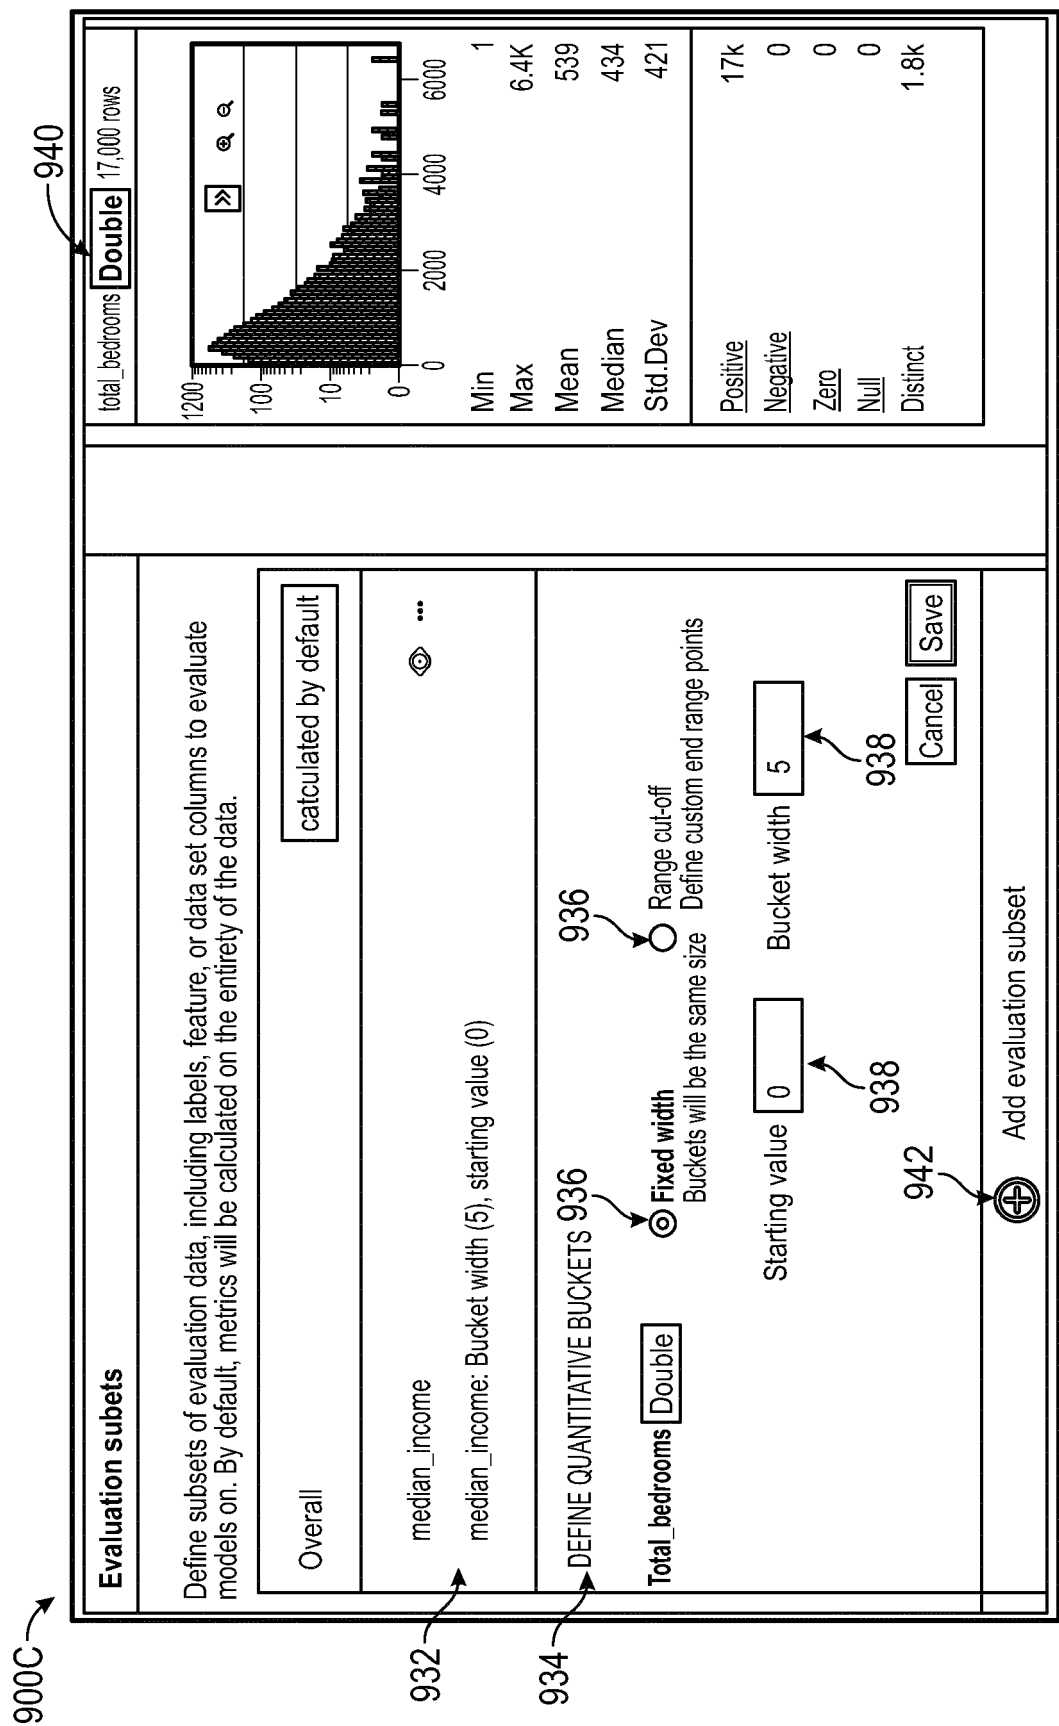 900C
Evaluation subets
Define subsets of evaluation data, including labels, feature, or data set columns to evaluate
models on. By default, metrics will be calculated on the entirety of the data.
Overall
catculated by default
932
median_income
•••
median_income: Bucket width (5), starting value (0)
934
DEFINE QUANTITATIVE BUCKETS
936
936
Total_bedrooms Double
Fixed width
Buckets will be the same size
Range cut-off
Define custom end range points
Starting value 0
Bucket width 5
938
938
Cancel
Save
942
Add evaluation subset
940
total_bedrooms Double 17,000 rows
1200
100
10
0
0 2000 4000 6000
Min 1
Max 6.4K
Mean 539
Median 434
Std.Dev 421
Positive 17k
Negative 0
Zero 0
Null 0
Distinct 1.8k